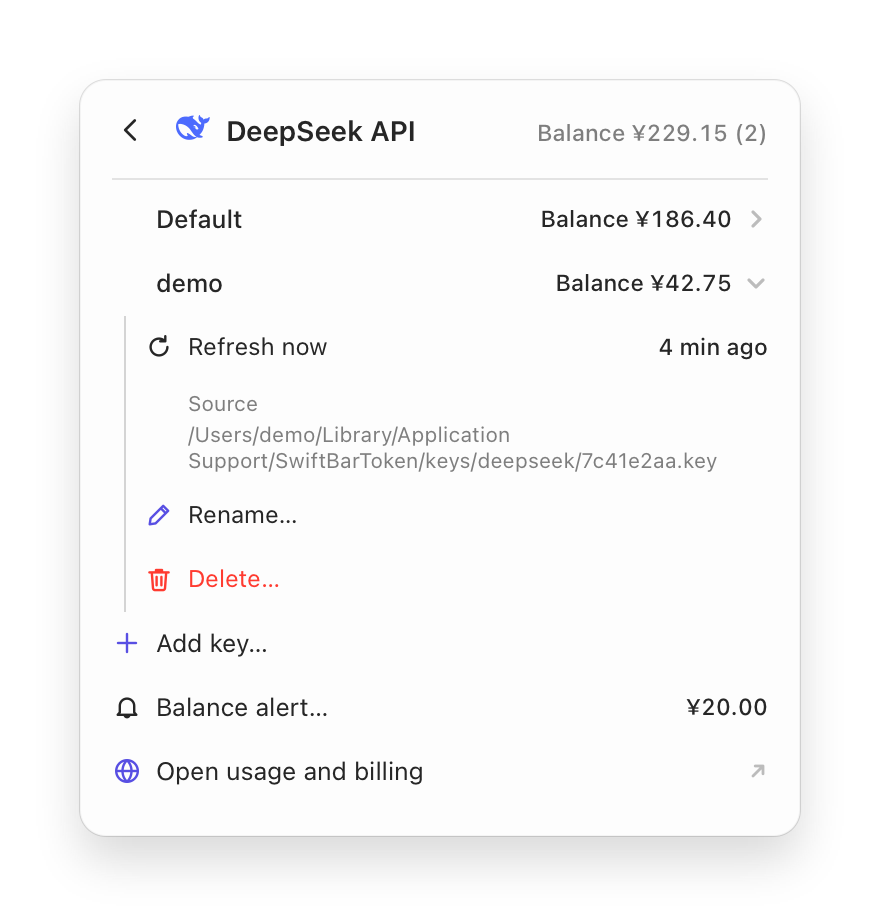 DeepSeek API
Balance ¥229.15 (2)
Default
Balance ¥186.40
demo
Balance ¥42.75
Refresh now
4 min ago
Source
/Users/demo/Library/Application
Support/SwiftBarToken/keys/deepseek/7c41e2aa.key
Rename...
Delete...
Add key...
Balance alert...
¥20.00
Open usage and billing